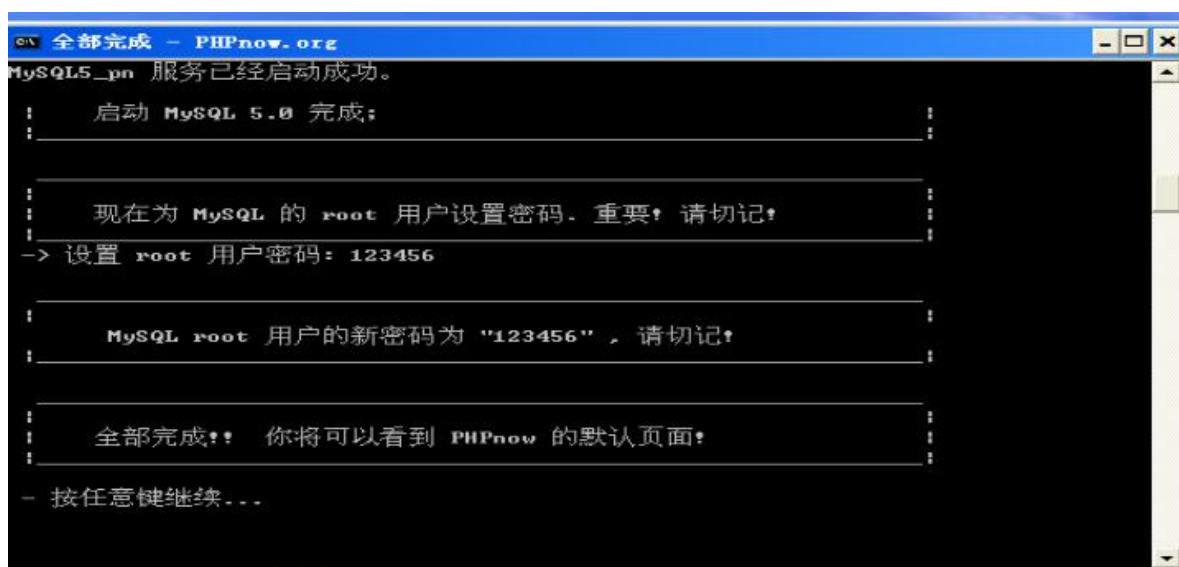 全部完成 - PHPnow.org
MySQL5_pn 服务已经启动成功。
启动 MySQL 5.0 完成;
现在为 MySQL 的 root 用户设置密码. 重要! 请切记!
-> 设置 root 用户密码: 123456
MySQL root 用户的新密码为 "123456" , 请切记!
全部完成!! 你将可以看到 PHPnow 的默认页面!
- 按任意键继续...